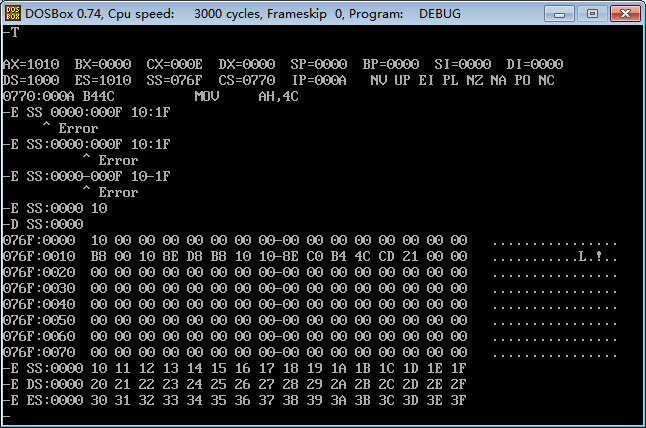 DOSBox 0.74, Cpu speed: 3000 cycles, Frameskip 0, Program: DEBUG
-T
AX=1010 BX=0000 CX=000E DX=0000 SP=0000 BP=0000 SI=0000 DI=0000
DS=1000 ES=1010 SS=076F CS=0770 IP=000A NV UP EI PL NZ NA PO NC
0770:000A B44C MOV AH,4C
-E SS 0000:000F 10:1F
^ Error
-E SS:0000:000F 10:1F
^ Error
-E SS:0000-000F 10-1F
^ Error
-E SS:0000 10
-D SS:0000
076F:0000 10 00 00 00 00 00 00 00-00 00 00 00 00 00 00 00 ................
076F:0010 B8 00 10 8E D8 B8 10 10-8E C0 B4 4C CD 21 00 00 ...........L.!..
076F:0020 00 00 00 00 00 00 00 00-00 00 00 00 00 00 00 00 ................
076F:0030 00 00 00 00 00 00 00 00-00 00 00 00 00 00 00 00 ................
076F:0040 00 00 00 00 00 00 00 00-00 00 00 00 00 00 00 00 ................
076F:0050 00 00 00 00 00 00 00 00-00 00 00 00 00 00 00 00 ................
076F:0060 00 00 00 00 00 00 00 00-00 00 00 00 00 00 00 00 ................
076F:0070 00 00 00 00 00 00 00 00-00 00 00 00 00 00 00 00 ................
-E SS:0000 10 11 12 13 14 15 16 17 18 19 1A 1B 1C 1D 1E 1F
-E DS:0000 20 21 22 23 24 25 26 27 28 29 2A 2B 2C 2D 2E 2F
-E ES:0000 30 31 32 33 34 35 36 37 38 39 3A 3B 3C 3D 3E 3F
-